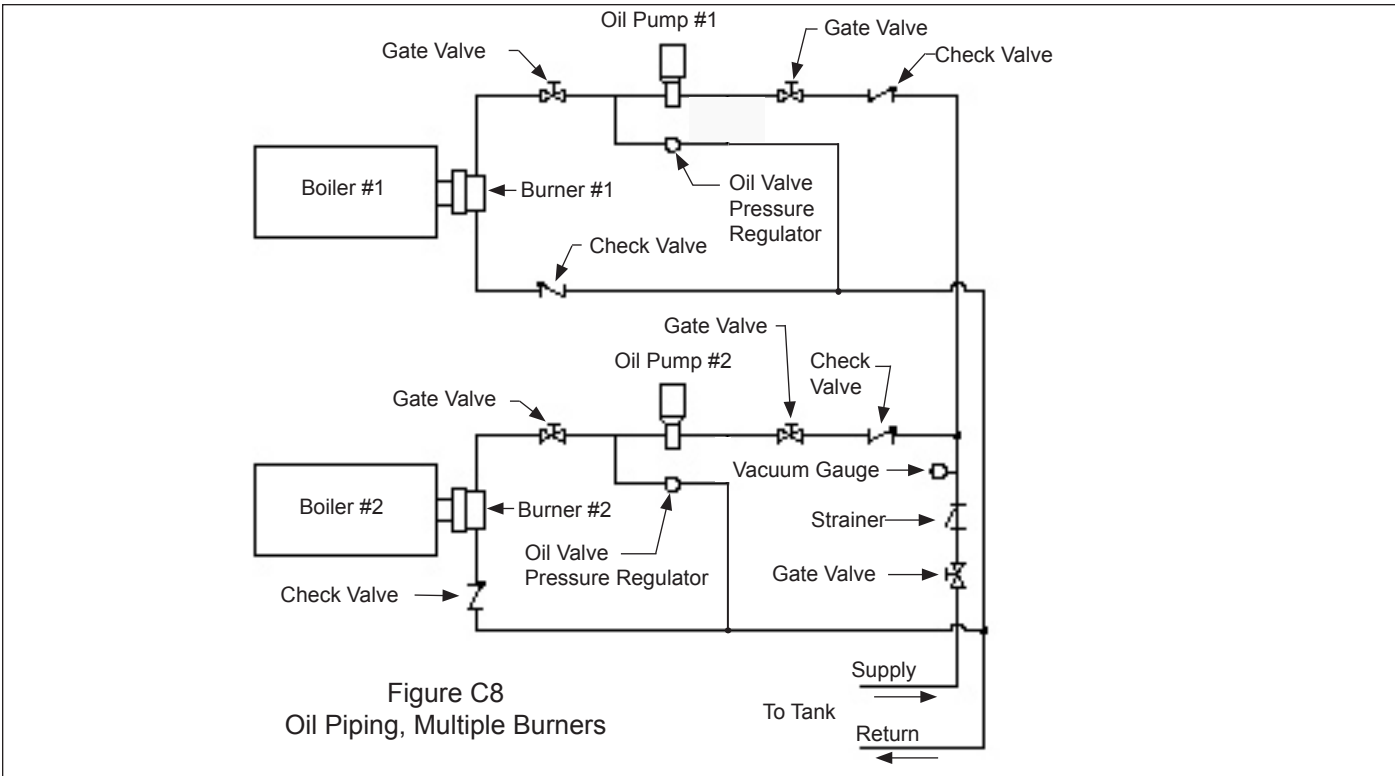 Oil Pump #1
Gate Valve
Gate Valve
Check Valve
Boiler #1
Burner #1
Oil Valve
Pressure
Regulator
Check Valve
Gate Valve
Oil Pump #2
Check
Valve
Gate Valve
Vacuum Gauge
Boiler #2
Burner #2
Strainer
Oil Valve
Pressure Regulator
Gate Valve
Check Valve
Supply
Figure C8
Oil Piping, Multiple Burners
To Tank
Return